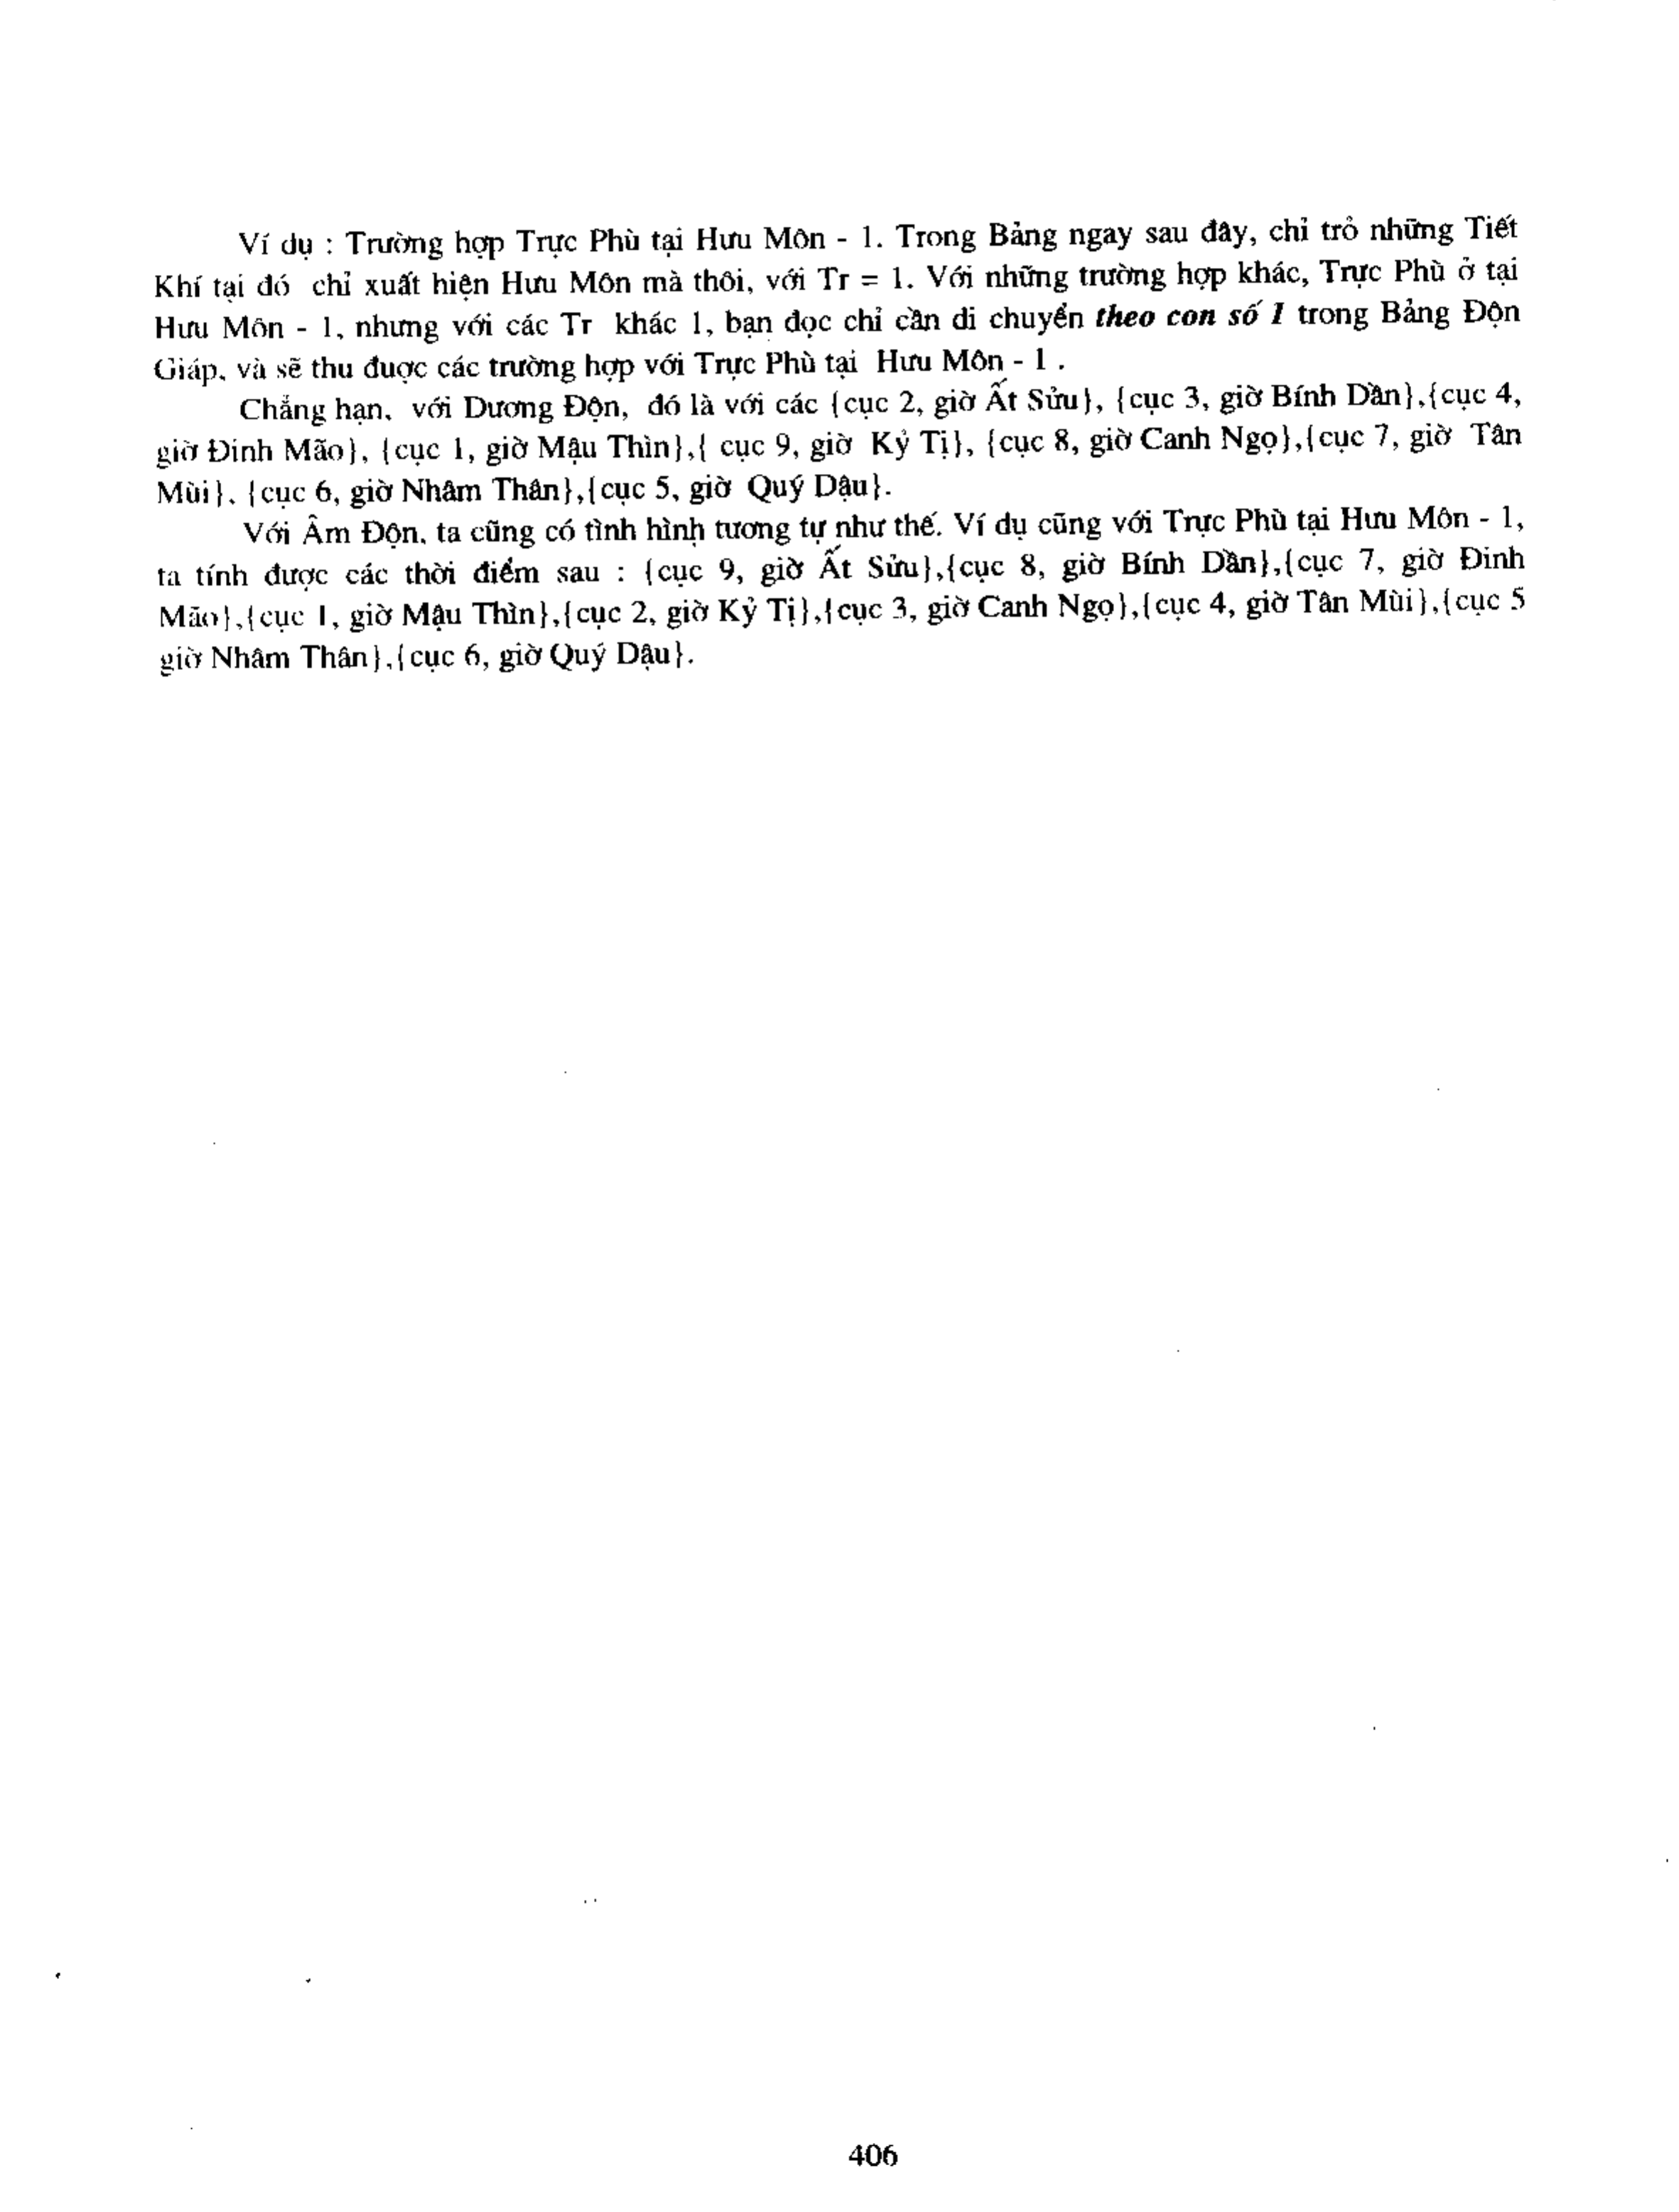 Ví dụ : Trường hợp Trực Phù tại Hưu Môn - 1. Trong Bảng ngay sau đây, chỉ trỏ những Tiết
Khí tại đó chỉ xuất hiện Hưu Môn mà thôi, với Tr = 1. Với những trường hợp khác, Trực Phù ở tại
Hưu Môn - 1, nhưng với các Tr khác 1, bạn đọc chỉ cần di chuyển theo con số 1 trong Bảng Độn
Giáp, và sẽ thu đuợc các trường hợp với Trực Phù tại Hưu Môn - 1 .
Chẳng hạn, với Dương Độn, đó là với các {cục 2, giờ Ất Sửu}, {cục 3, giờ Bính Dần},{cục 4,
giờ Đinh Mão}, {cục 1, giờ Mậu Thìn},{ cục 9, giờ Kỷ Tị}, {cục 8, giờ Canh Ngọ},{cục 7, giờ Tân
Mùi}, {cục 6, giờ Nhâm Thân},{cục 5, giờ Quý Dậu}.
Với Âm Độn, ta cũng có tình hình tương tự như thế. Ví dụ cũng với Trực Phù tại Hưu Môn - 1,
ta tính được các thời điểm sau : {cục 9, giờ Ất Sửu},{cục 8, giờ Bính Dần},{cục 7, giờ Đinh
Mão},{cục 1, giờ Mậu Thìn},{cục 2, giờ Kỷ Tị},{cục 3, giờ Canh Ngọ},{cục 4, giờ Tân Mùi},{cục 5
giờ Nhâm Thân},{cục 6, giờ Quý Dậu}.
406